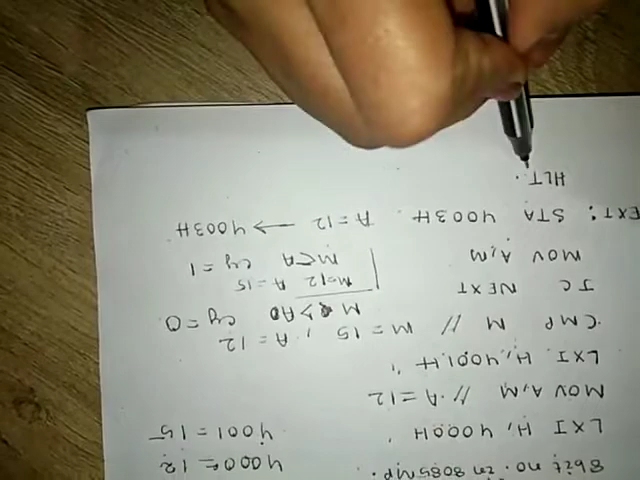 8bit no. in 8085MP.
4000 = 12
4001 = 15
LXI H, 4000H
MOV A,M // A = 12
LXI H, 4001H
CMP M // M = 15, A = 12
M > A cy = 0
JC NEXT M=12 A=15
M < A cy = 1
MOV A,M
EXT: STA 4003H A = 12 → 4003H
HLT.